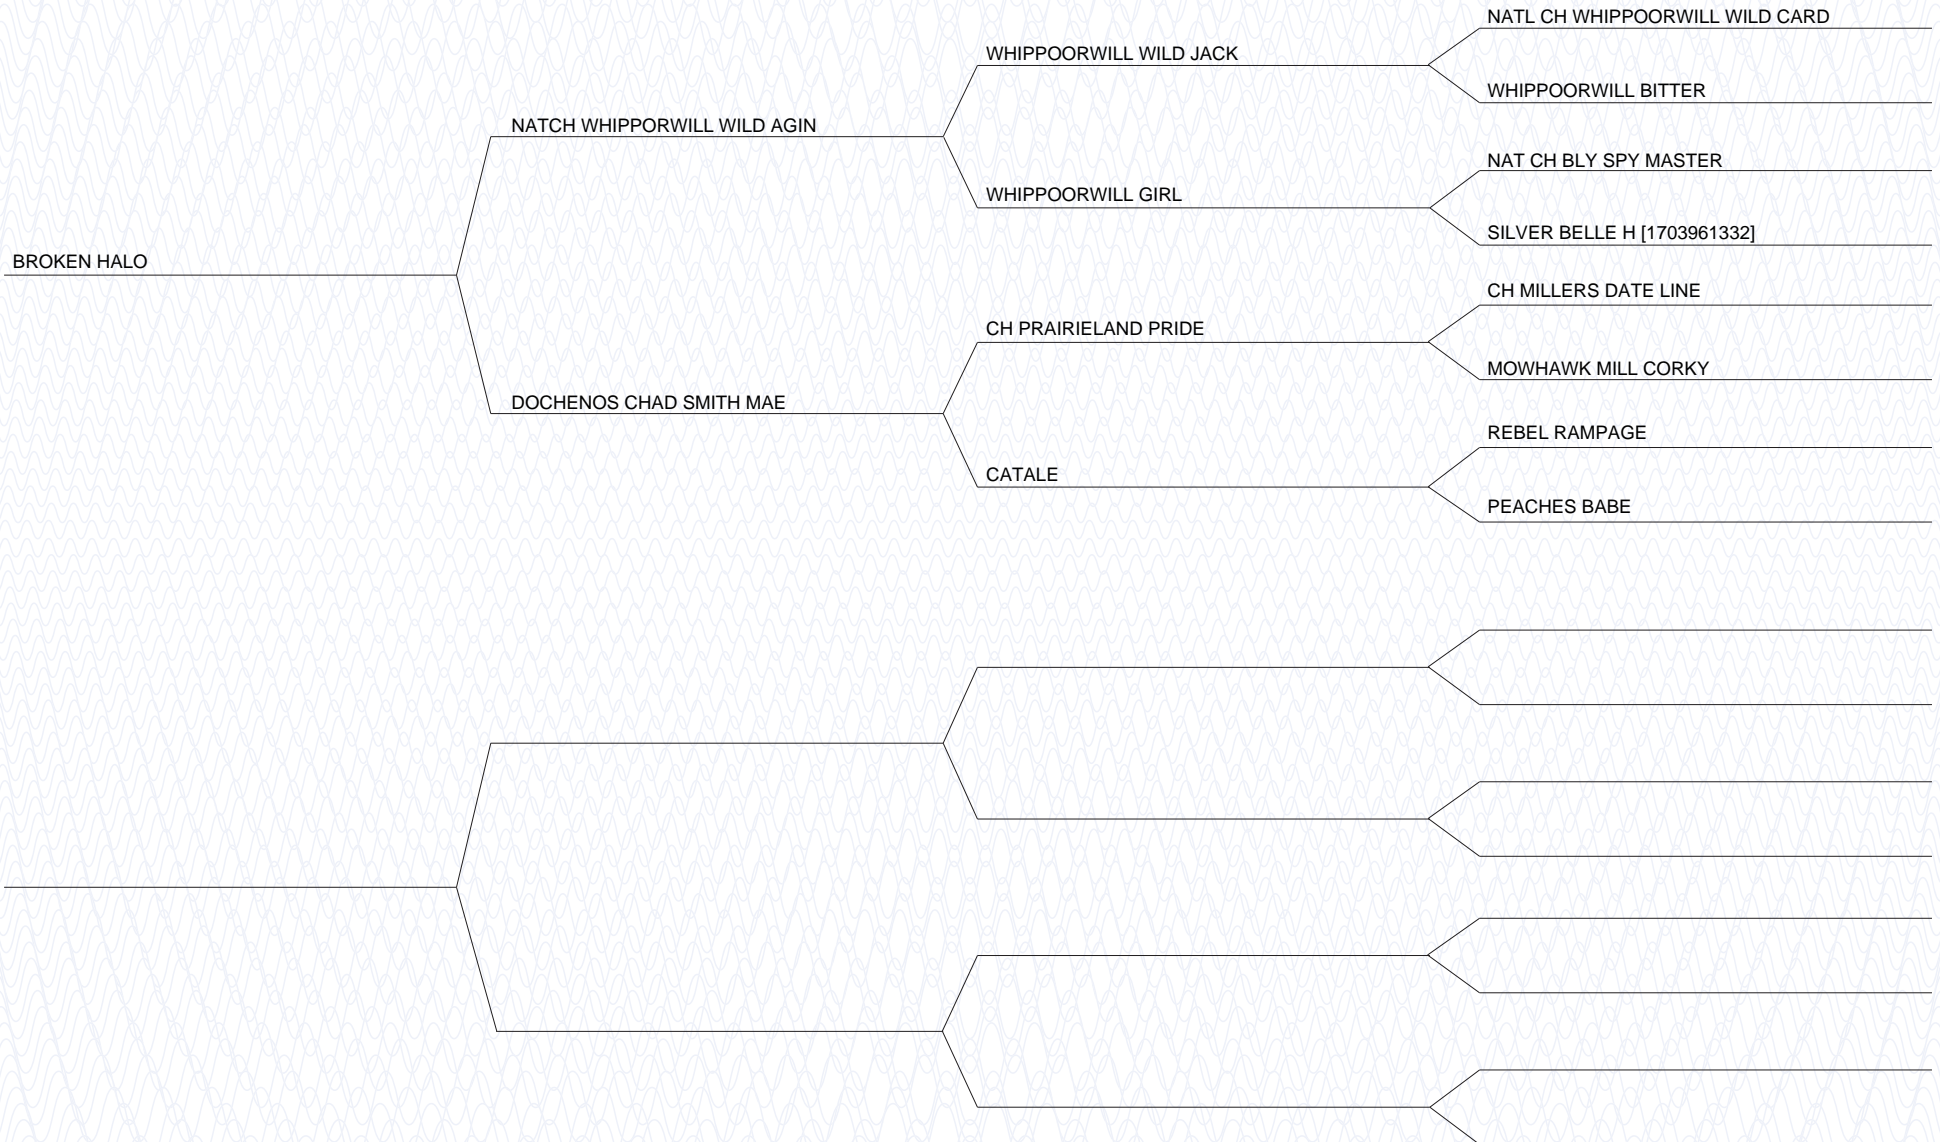 NATL CH WHIPPOORWILL WILD CARD
WHIPPOORWILL WILD JACK
WHIPPOORWILL BITTER
NATCH WHIPPORWILL WILD AGIN
NAT CH BLY SPY MASTER
WHIPPOORWILL GIRL
SILVER BELLE H [1703961332]
BROKEN HALO
CH MILLERS DATE LINE
CH PRAIRIELAND PRIDE
MOWHAWK MILL CORKY
DOCHENOS CHAD SMITH MAE
REBEL RAMPAGE
CATALE
PEACHES BABE